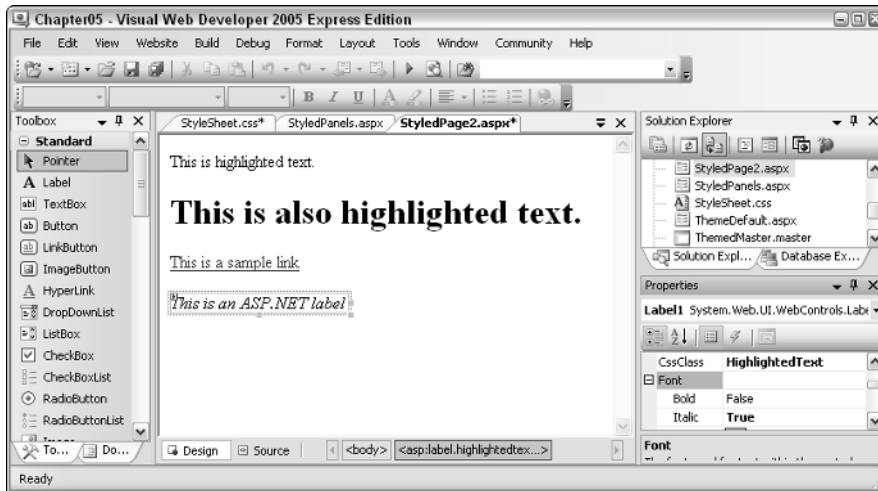 Chapter05 - Visual Web Developer 2005 Express Edition
File Edit View Website Build Debug Format Layout Tools Window Community Help
B I U A
Toolbox
Standard
Pointer
A Label
abl TextBox
ab Button
ab LinkButton
ImageButton
A HyperLink
DropDownList
ListBox
CheckBox
CheckBoxList
RadioButton
RadioButtonList
To... Do...
StyleSheet.css* StyledPanels.aspx StyledPage2.aspx*
This is highlighted text.
This is also highlighted text.
This is a sample link
This is an ASP.NET label
Design Source <body> <asp:label.highlightedtex...>
Solution Explorer
StyledPage2.aspx
StyledPanels.aspx
StyleSheet.css
ThemeDefault.aspx
ThemedMaster.master
Solution Expl... Database Ex...
Properties
Label1 System.Web.UI.WebControls.Labe
CssClass HighlightedText
Font
Bold False
Italic True
Font
Ready